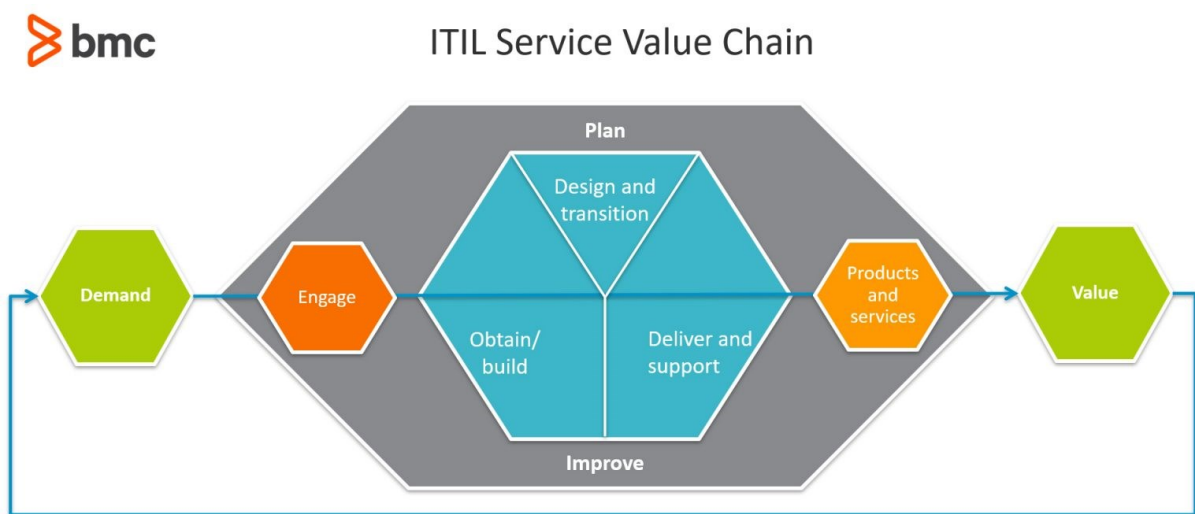 bmc
ITIL Service Value Chain
Plan
Design and
transition
Demand
Engage
Products
and
services
Value
Obtain/
build
Deliver and
support
Improve